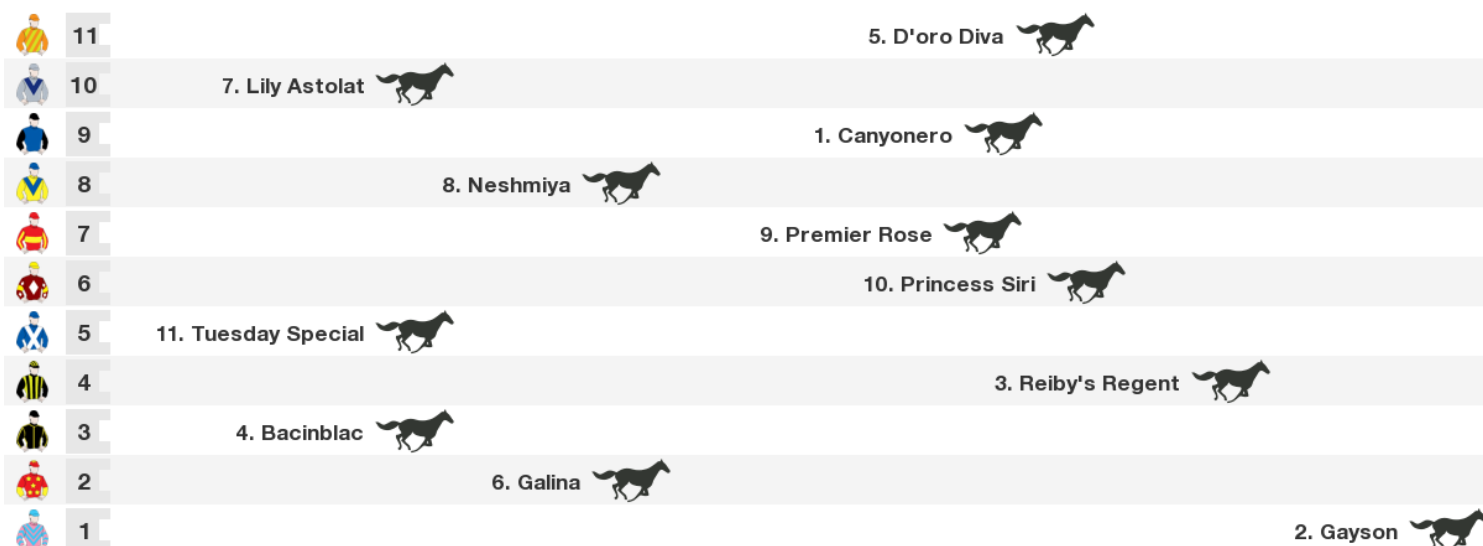 11 5. D'oro Diva
10 7. Lily Astolat
9 1. Canyonero
8 8. Neshmiya
7 9. Premier Rose
6 10. Princess Siri
5 11. Tuesday Special
4 3. Reiby's Regent
3 4. Bacinblac
2 6. Galina
1 2. Gayson